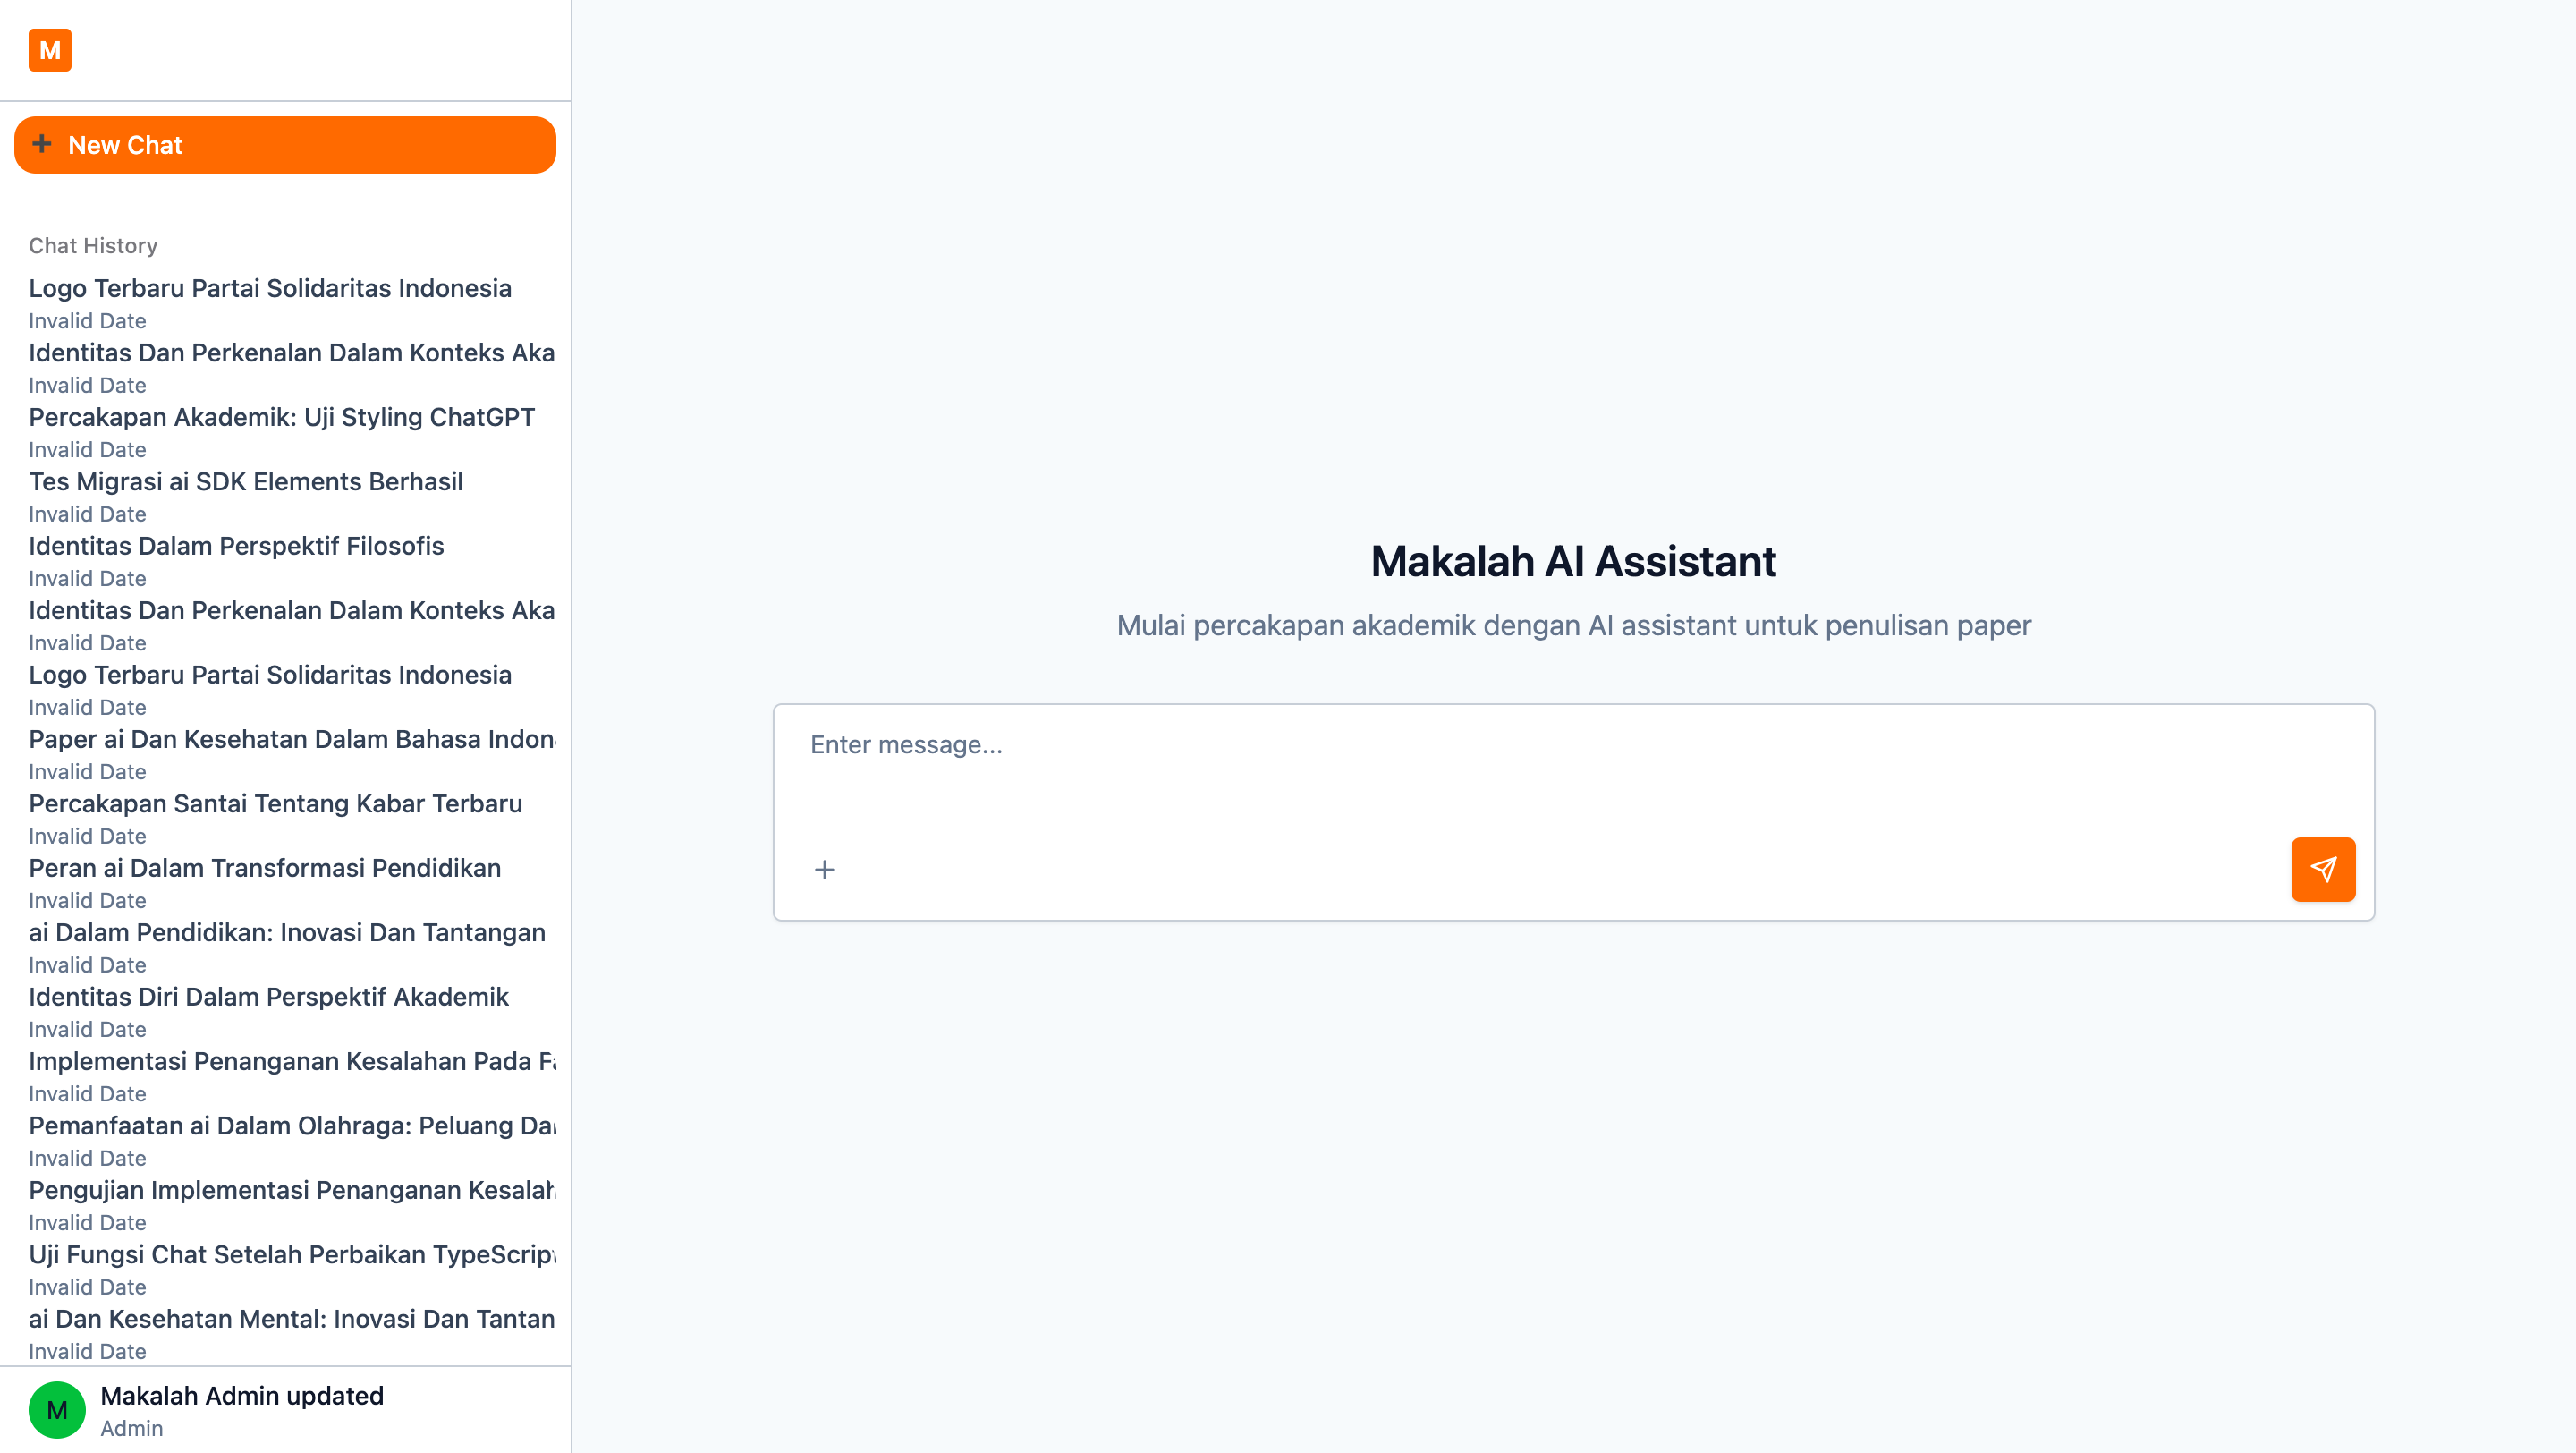 M
New Chat
Chat History
Logo Terbaru Partai Solidaritas Indonesia
Invalid Date
Identitas Dan Perkenalan Dalam Konteks Aka
Invalid Date
Percakapan Akademik: Uji Styling ChatGPT
Invalid Date
Tes Migrasi ai SDK Elements Berhasil
Invalid Date
Identitas Dalam Perspektif Filosofis
Invalid Date
Identitas Dan Perkenalan Dalam Konteks Aka
Invalid Date
Logo Terbaru Partai Solidaritas Indonesia
Invalid Date
Paper ai Dan Kesehatan Dalam Bahasa Indon
Invalid Date
Percakapan Santai Tentang Kabar Terbaru
Invalid Date
Peran ai Dalam Transformasi Pendidikan
Invalid Date
ai Dalam Pendidikan: Inovasi Dan Tantangan
Invalid Date
Identitas Diri Dalam Perspektif Akademik
Invalid Date
Implementasi Penanganan Kesalahan Pada
Invalid Date
Pemanfaatan ai Dalam Olahraga: Peluang Dan
Invalid Date
Pengujian Implementasi Penanganan Kesalah
Invalid Date
Uji Fungsi Chat Setelah Perbaikan TypeScript
Invalid Date
ai Dan Kesehatan Mental: Inovasi Dan Tantan
Invalid Date
M
Makalah Admin updated
Admin
Makalah AI Assistant
Mulai percakapan akademik dengan AI assistant untuk penulisan paper
Enter message...